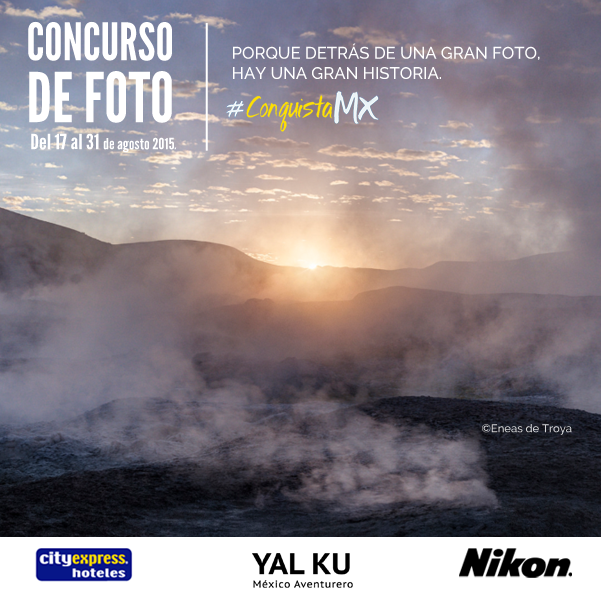 CONCURSO
DE FOTO
Del 17 al 31 de agosto 2015.
PORQUE DETRÁS DE UNA GRAN FOTO,
HAY UNA GRAN HISTORIA.
#ConquistaMX
©Eneas de Troya
cityexpress.
hoteles
YAL KU
México Aventurero
Nikon.